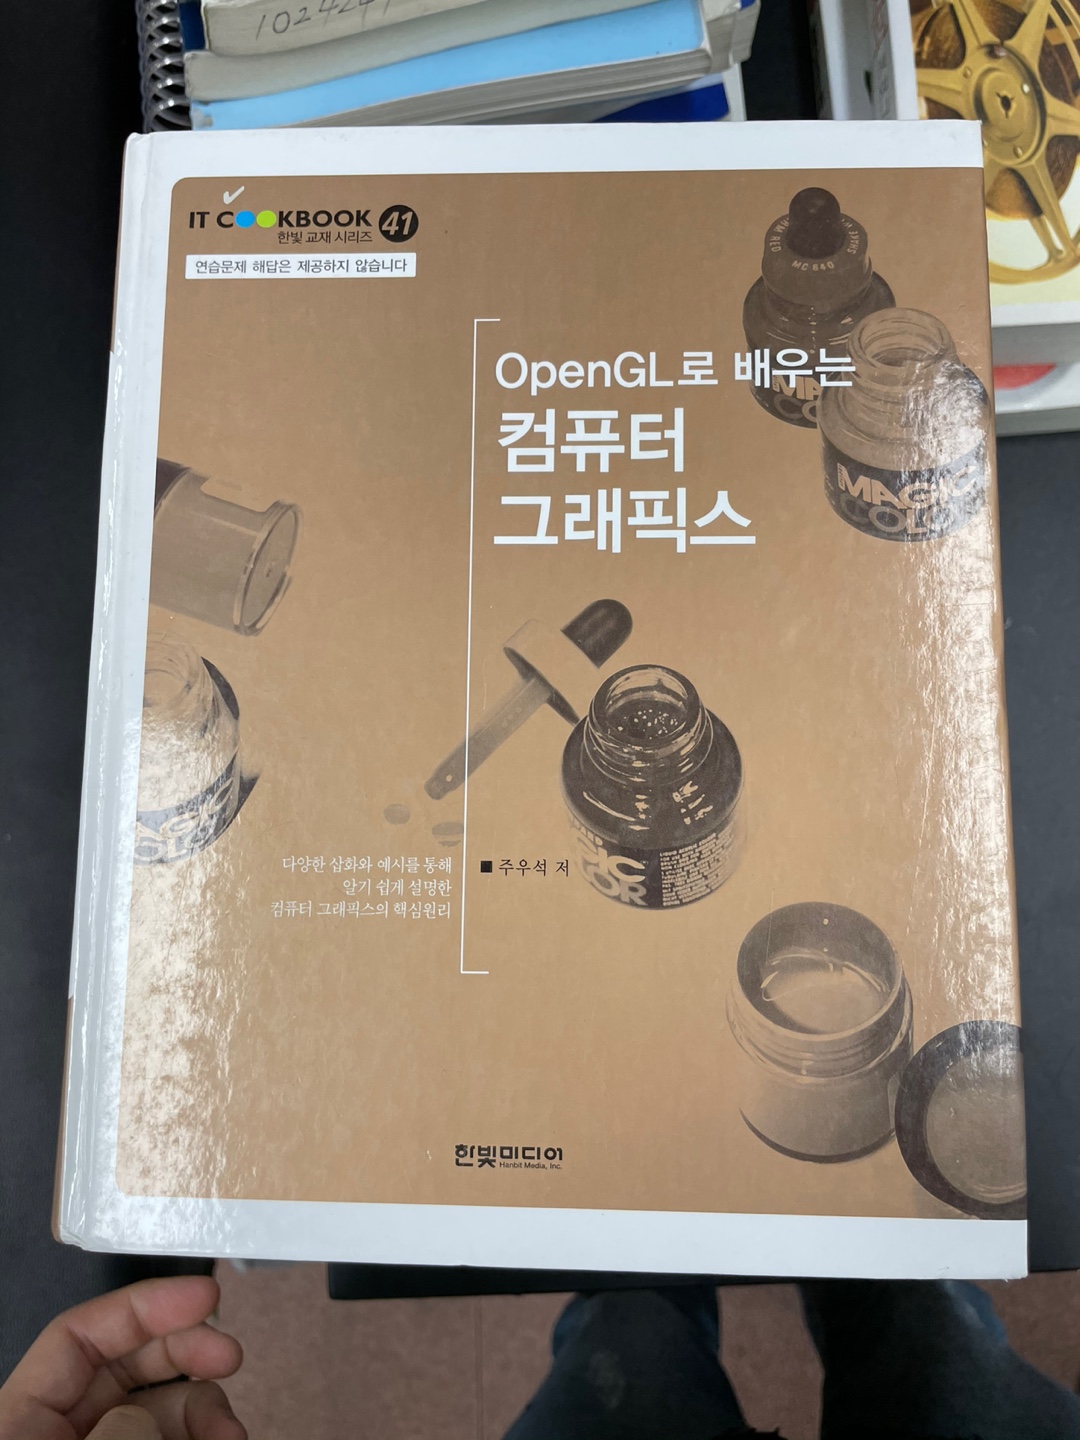 IT COOKBOOK 41
한빛 교재 시리즈
연습문제 해답은 제공하지 않습니다
OpenGL로 배우는
컴퓨터
그래픽스
MC 640
MAGIC
COLOR
다양한 삽화와 예시를 통해
알기 쉽게 설명한
컴퓨터 그래픽스의 핵심원리
■ 주우석 저
한빛미디어
Hanbit Media, Inc.